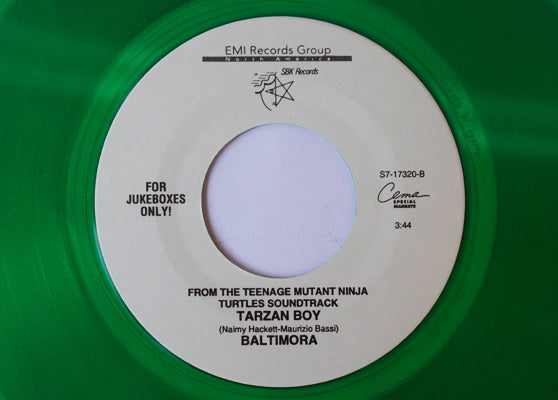 EMI Records Group
North America
SBK Records
FOR
JUKEBOXES
ONLY!
S7-17320-B
Cema
SPECIAL
MARKETS
3:44
FROM THE TEENAGE MUTANT NINJA
TURTLES SOUNDTRACK
TARZAN BOY
(Naimy Hackett-Maurizio Bassi)
BALTIMORA